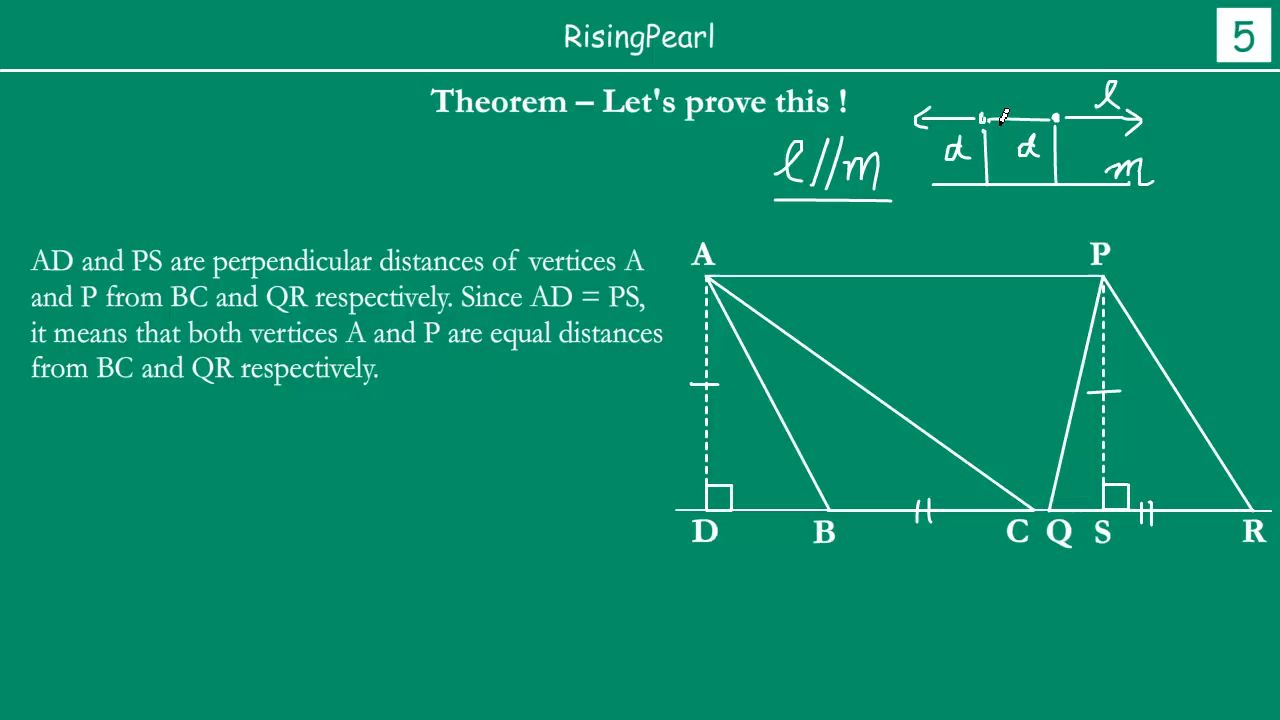 RisingPearl
5
Theorem – Let's prove this !
l
l//m
d d
m
AD and PS are perpendicular distances of vertices A
and P from BC and QR respectively. Since AD = PS,
it means that both vertices A and P are equal distances
from BC and QR respectively.
A P
D B C Q S R